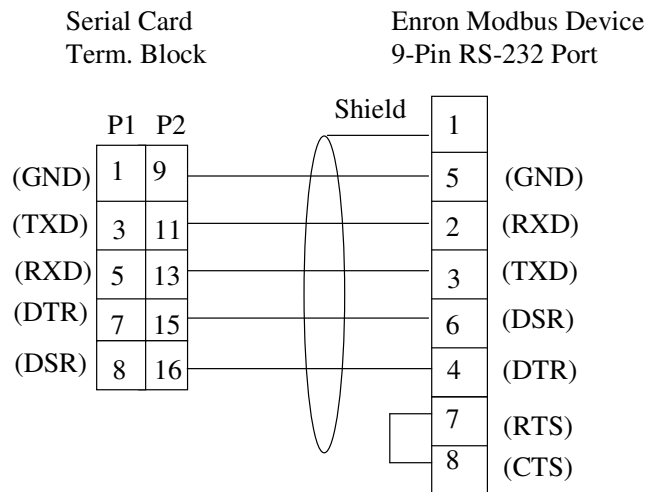 Serial Card Enron Modbus Device
Term. Block 9-Pin RS-232 Port
Shield
1
P1 P2
(GND) 1 9 5 (GND)
(TXD) 3 11 2 (RXD)
(RXD) 5 13 3 (TXD)
(DTR) 7 15 6 (DSR)
(DSR) 8 16 4 (DTR)
7 (RTS)
8 (CTS)